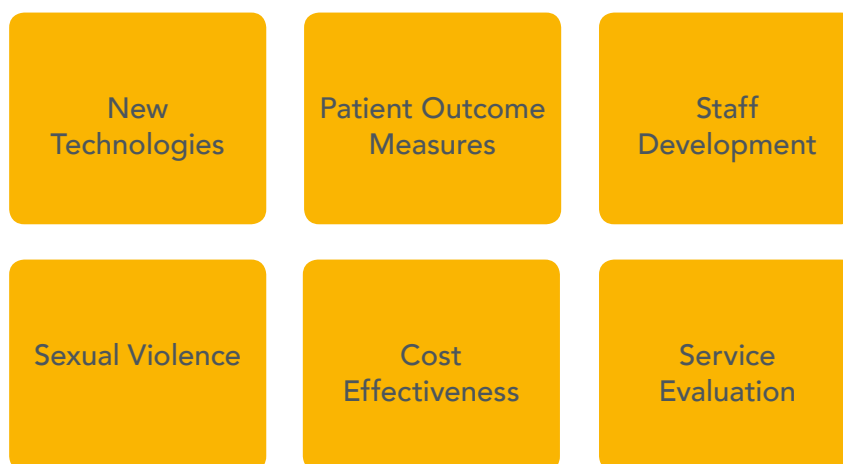 New
Technologies
Patient Outcome
Measures
Staff
Development
Sexual Violence
Cost
Effectiveness
Service
Evaluation